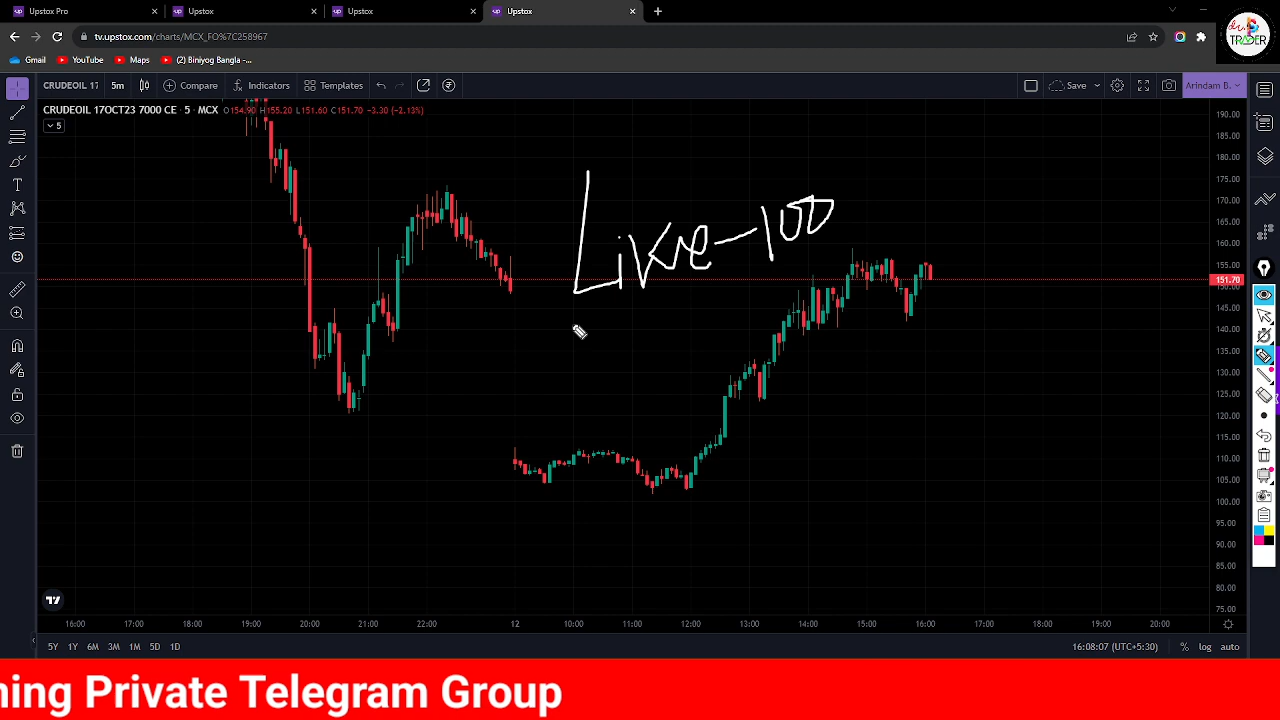 Upstox Pro
Upstox
Upstox
Upstox
tv.upstox.com/charts/MCX_FO%7C258967
Gmail
YouTube
Maps
(2) Biniyog Bangla -...
TRADER
CRUDEOIL 17
5m
Compare
Indicators
Templates
Save
Arindam B.
CRUDEOIL 17OCT23 7000 CE · 5 · MCX O154.90 H155.20 L151.60 C151.70 -3.30 (-2.13%)
5
Like-100
190.00
185.00
180.00
175.00
170.00
165.00
160.00
155.00
151.70
150.00
145.00
140.00
135.00
130.00
125.00
120.00
115.00
110.00
105.00
100.00
95.00
90.00
85.00
80.00
75.00
16:00 17:00 18:00 19:00 20:00 21:00 22:00 12 10:00 11:00 12:00 13:00 14:00 15:00 16:00 17:00 18:00 19:00 20:00
5Y 1Y 6M 3M 1M 5D 1D
16:08:07 (UTC+5:30) % log auto
ning Private Telegram Group